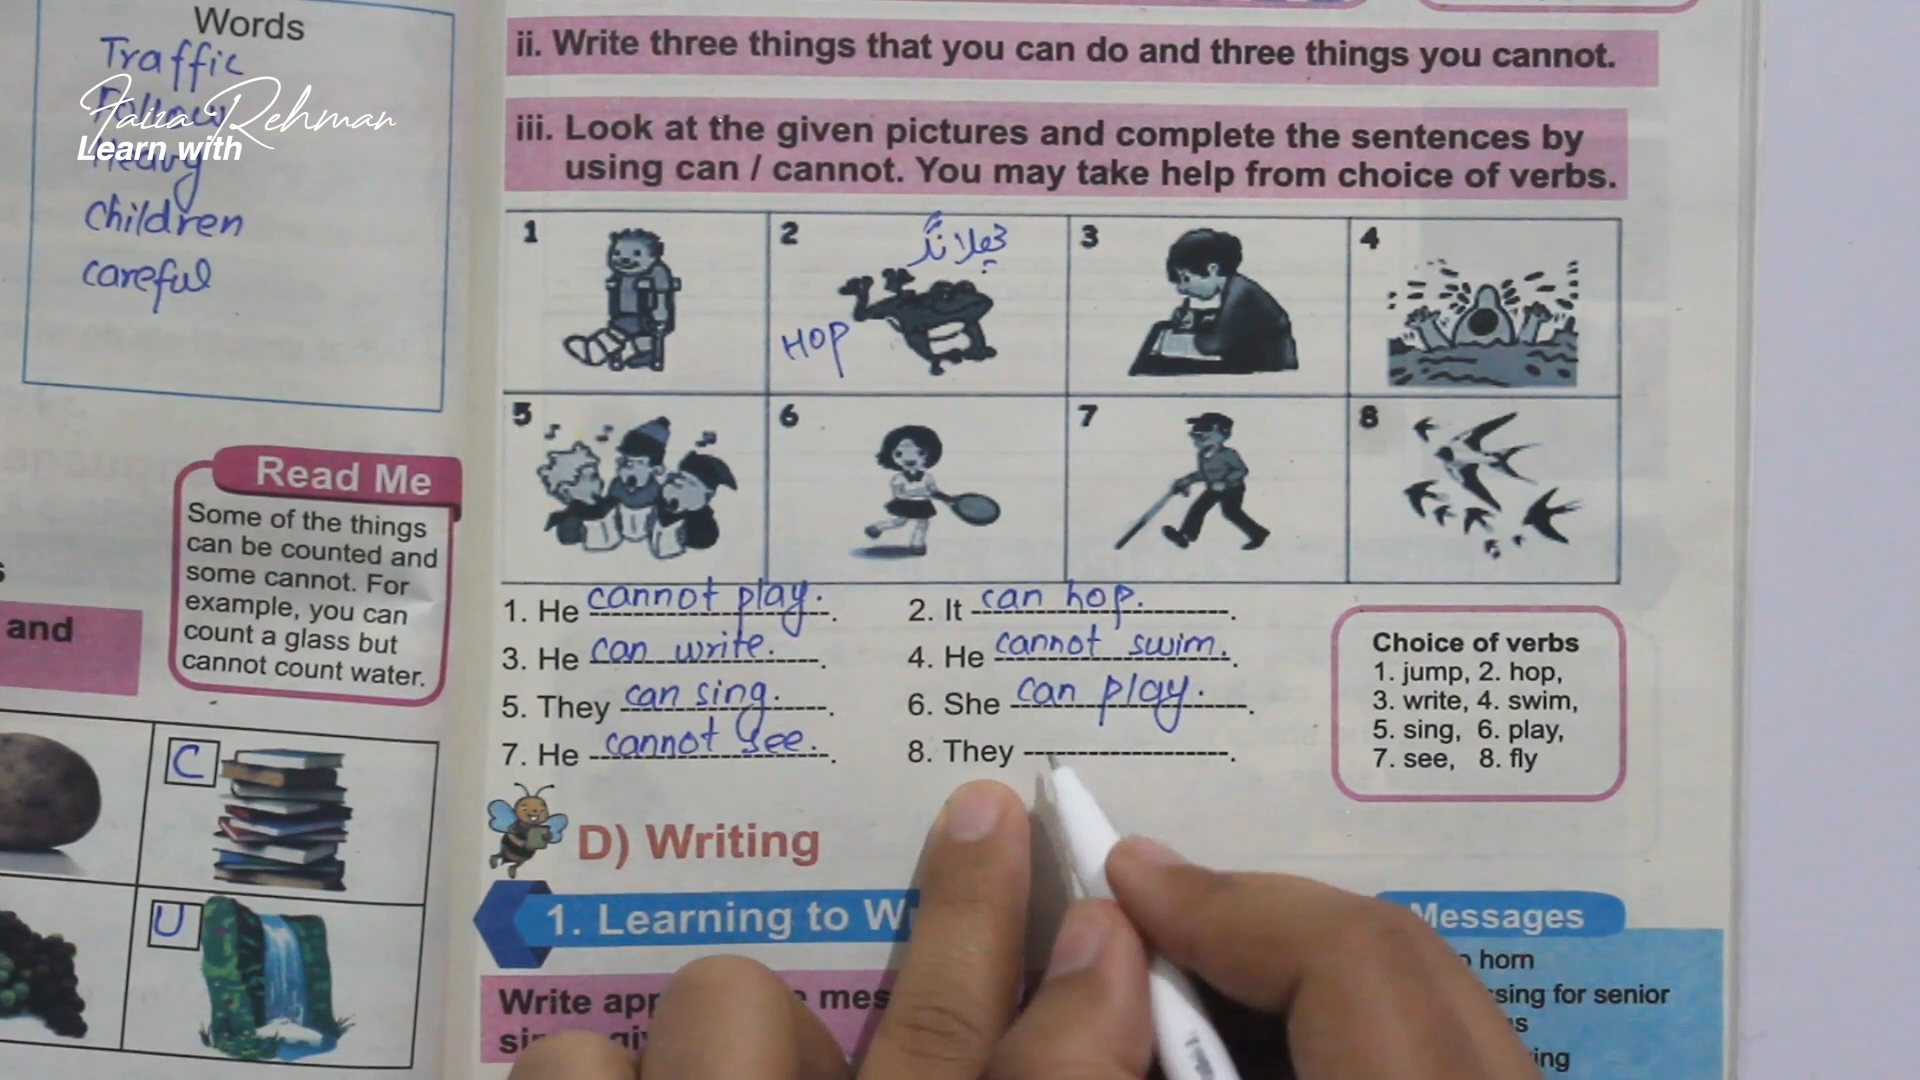 Words
Traffic
Follow
Heavy
children
careful
Faiza Rehman
Learn with
Read Me
Some of the things
can be counted and
some cannot. For
example, you can
count a glass but
cannot count water.
and
C
U
ii. Write three things that you can do and three things you cannot.
iii. Look at the given pictures and complete the sentences by
using can / cannot. You may take help from choice of verbs.
1
2
چھلانگ
HOP
3
4
5
6
7
8
1. He cannot play.
2. It can hop.
3. He can write.
4. He cannot swim.
5. They can sing.
6. She can play.
7. He cannot see.
8. They
Choice of verbs
1. jump, 2. hop,
3. write, 4. swim,
5. sing, 6. play,
7. see, 8. fly
D) Writing
1. Learning to
Write
Messages
horn
for senior